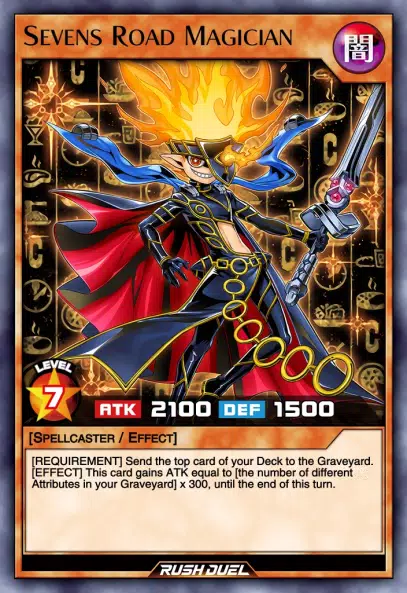 SEVENS ROAD MAGICIAN
闇
LEVEL
7
ATK 2100 DEF 1500
[SPELLCASTER / EFFECT]
[REQUIREMENT] Send the top card of your Deck to the Graveyard.
[EFFECT] This card gains ATK equal to [the number of different
Attributes in your Graveyard] x 300, until the end of this turn.
RUSH DUEL